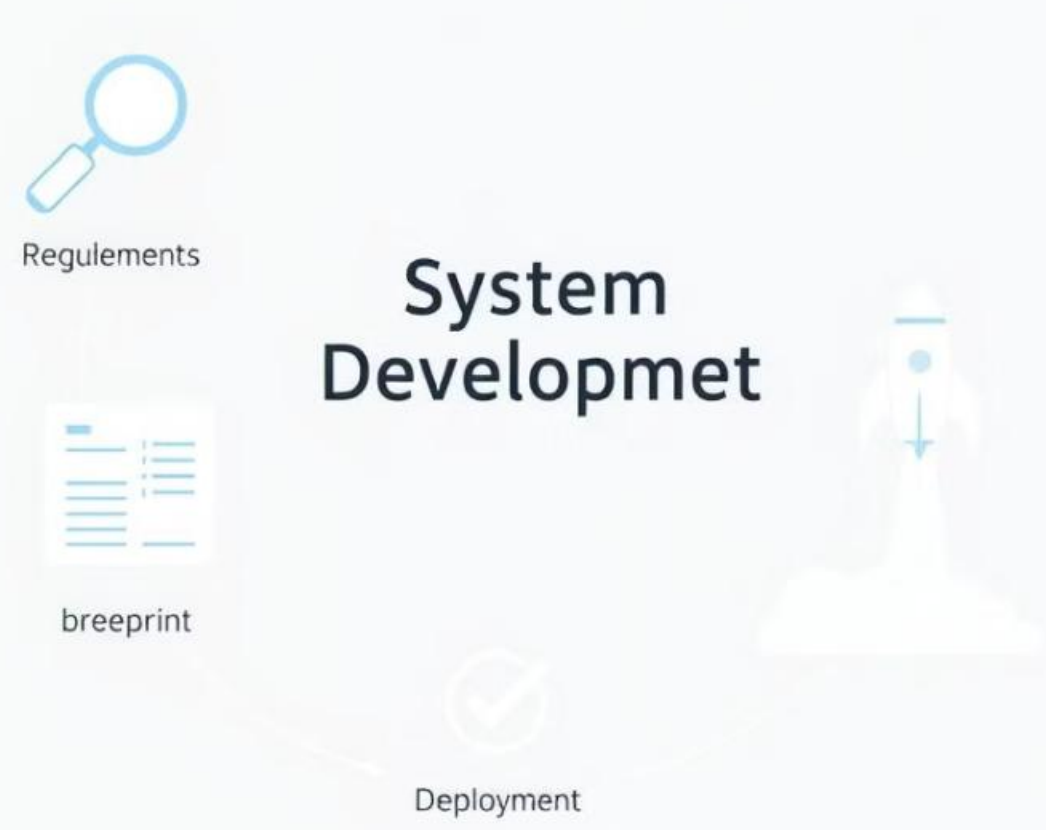 Regulements
System
Developmet
breeprint
Deployment